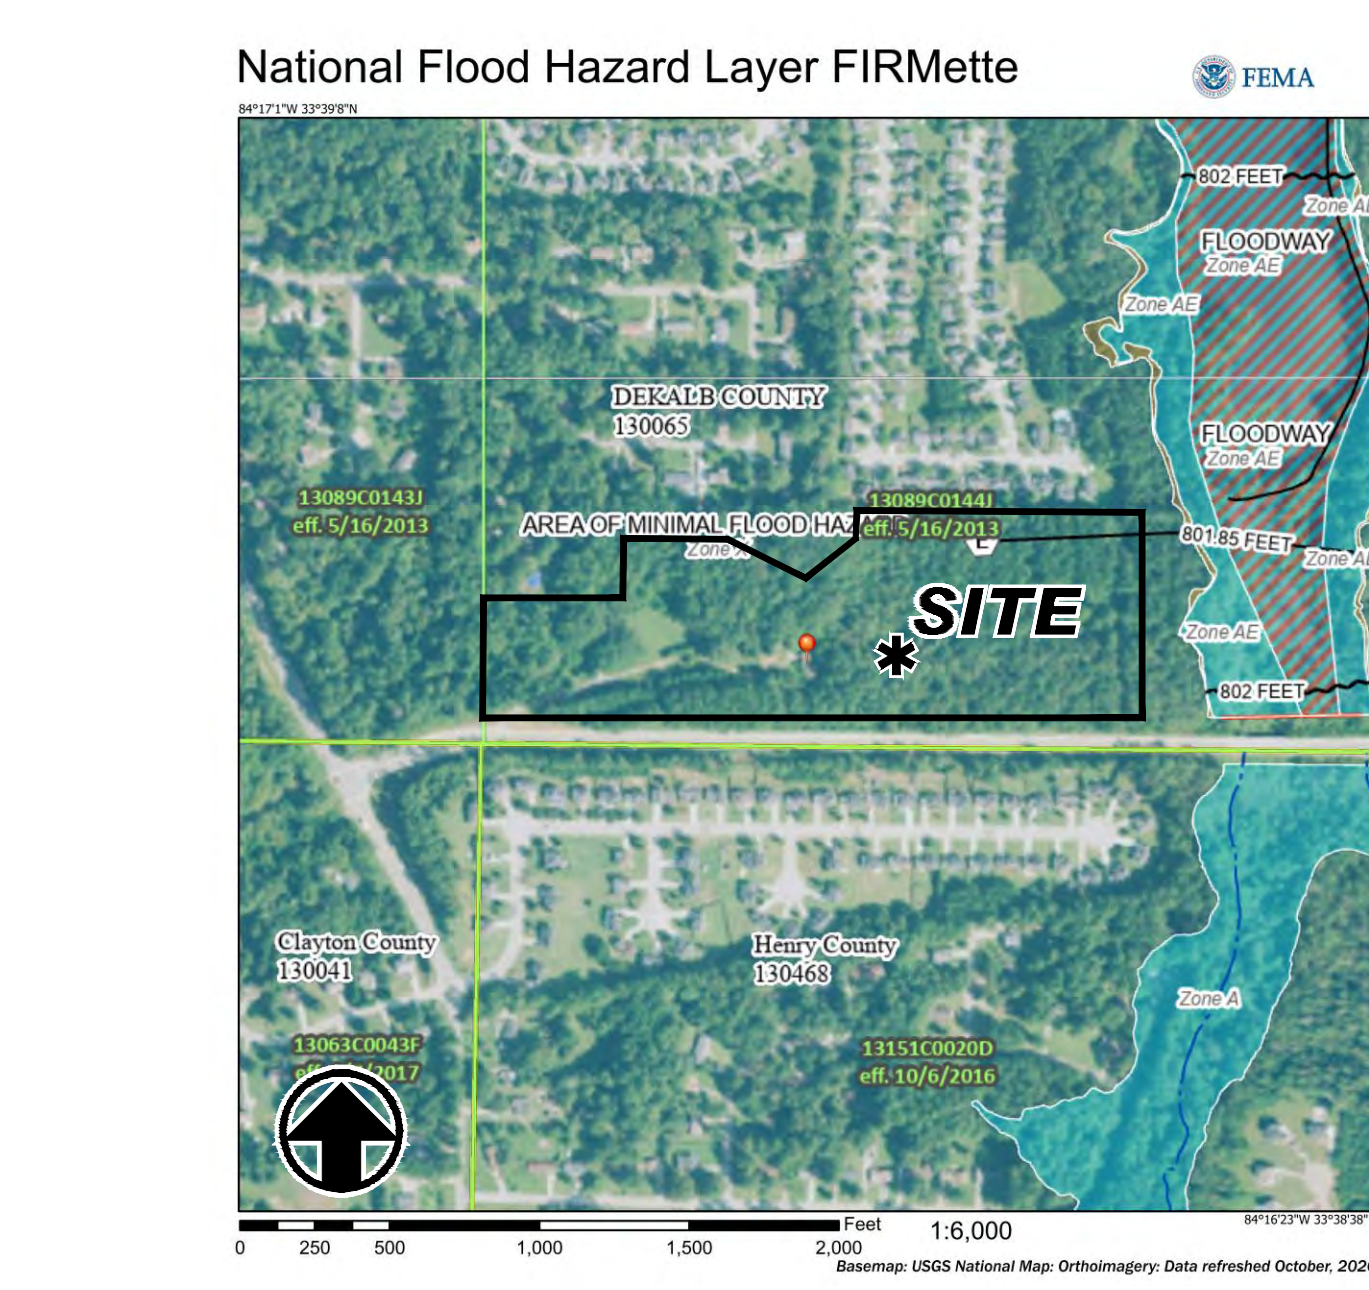 National Flood Hazard Layer FIRMette
FEMA
84°17'1"W 33°39'8"N
802 FEET
Zone
FLOODWAY
Zone AE
Zone AE
DEKALB COUNTY
130065
FLOODWAY
Zone AE
13089C0143J
eff. 5/16/2013
13089C0144J
eff. 5/16/2013
AREA OF MINIMAL FLOOD
Zone X
801.85 FEET
Zone
SITE
Zone AE
802 FEET
Clayton County
130041
Henry County
130468
Zone A
13063C0043F
2017
13151C0020D
eff. 10/6/2016
Feet
1:6,000
84°16'23"W 33°38'38"
0 250 500 1,000 1,500 2,000
Basemap: USGS National Map: Orthoimagery: Data refreshed October,